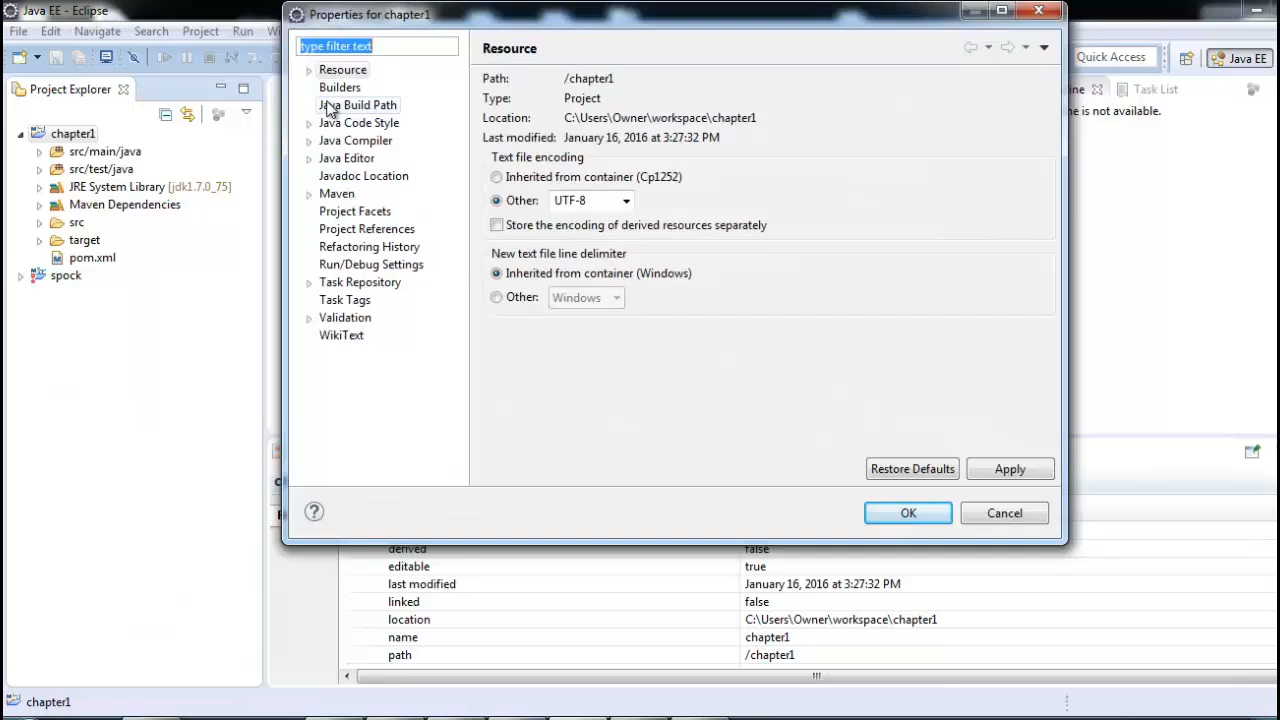 Java EE - Eclipse
File Edit Navigate Search Project Run
Quick Access
Java EE
Project Explorer
chapter1
src/main/java
src/test/java
JRE System Library [jdk1.7.0_75]
Maven Dependencies
src
target
pom.xml
spock
Properties for chapter1
type filter text
Resource
Builders
Java Build Path
Java Code Style
Java Compiler
Java Editor
Javadoc Location
Maven
Project Facets
Project References
Refactoring History
Run/Debug Settings
Task Repository
Task Tags
Validation
WikiText
Resource
Path: /chapter1
Type: Project
Location: C:\Users\Owner\workspace\chapter1
Last modified: January 16, 2016 at 3:27:32 PM
Text file encoding
Inherited from container (Cp1252)
Other: UTF-8
Store the encoding of derived resources separately
New text file line delimiter
Inherited from container (Windows)
Other: Windows
Restore Defaults Apply
OK Cancel
Task List
is not available.
derived false
editable true
last modified January 16, 2016 at 3:27:32 PM
linked false
location C:\Users\Owner\workspace\chapter1
name chapter1
path /chapter1
chapter1